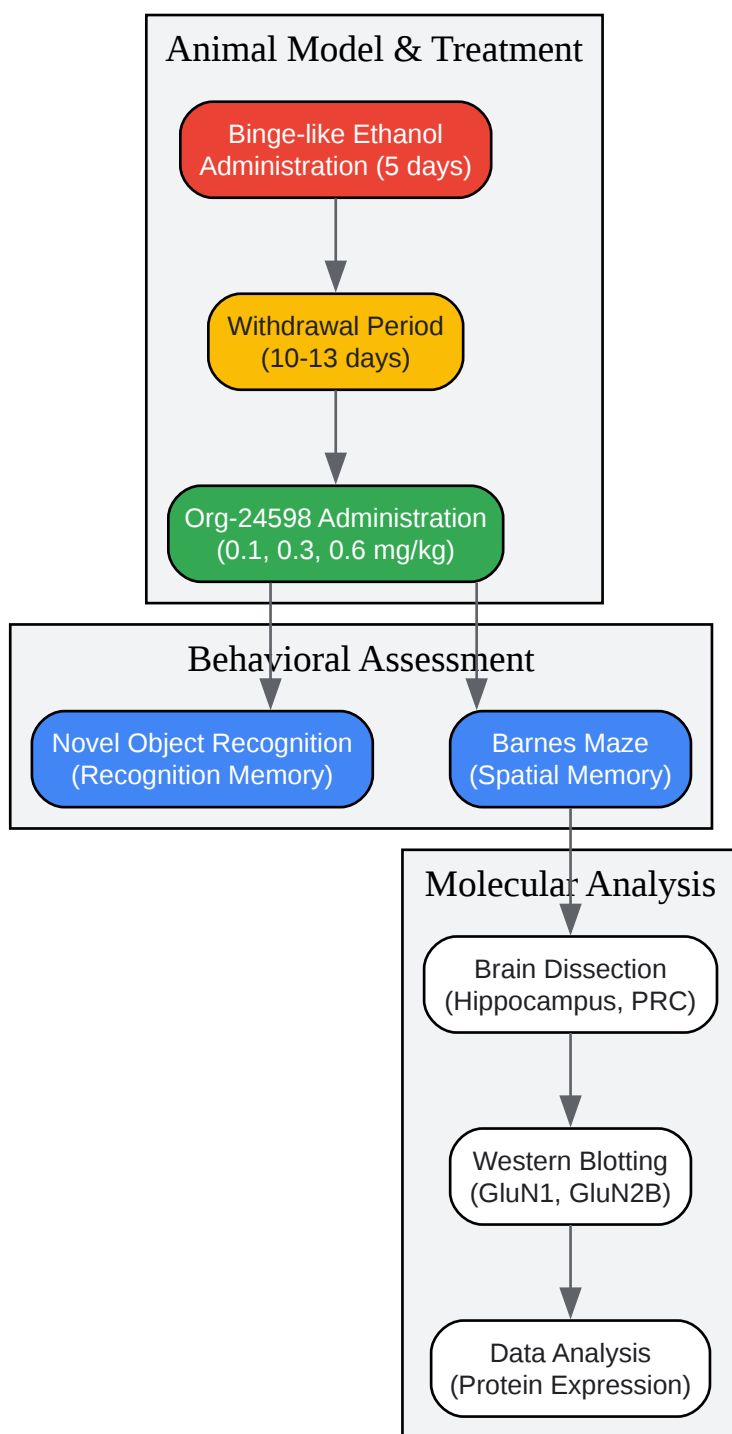 Animal Model & Treatment
Binge-like Ethanol
Administration (5 days)
Withdrawal Period
(10-13 days)
Org-24598 Administration
(0.1, 0.3, 0.6 mg/kg)
Behavioral Assessment
Novel Object Recognition
(Recognition Memory)
Barnes Maze
(Spatial Memory)
Molecular Analysis
Brain Dissection
(Hippocampus, PRC)
Western Blotting
(GluN1, GluN2B)
Data Analysis
(Protein Expression)